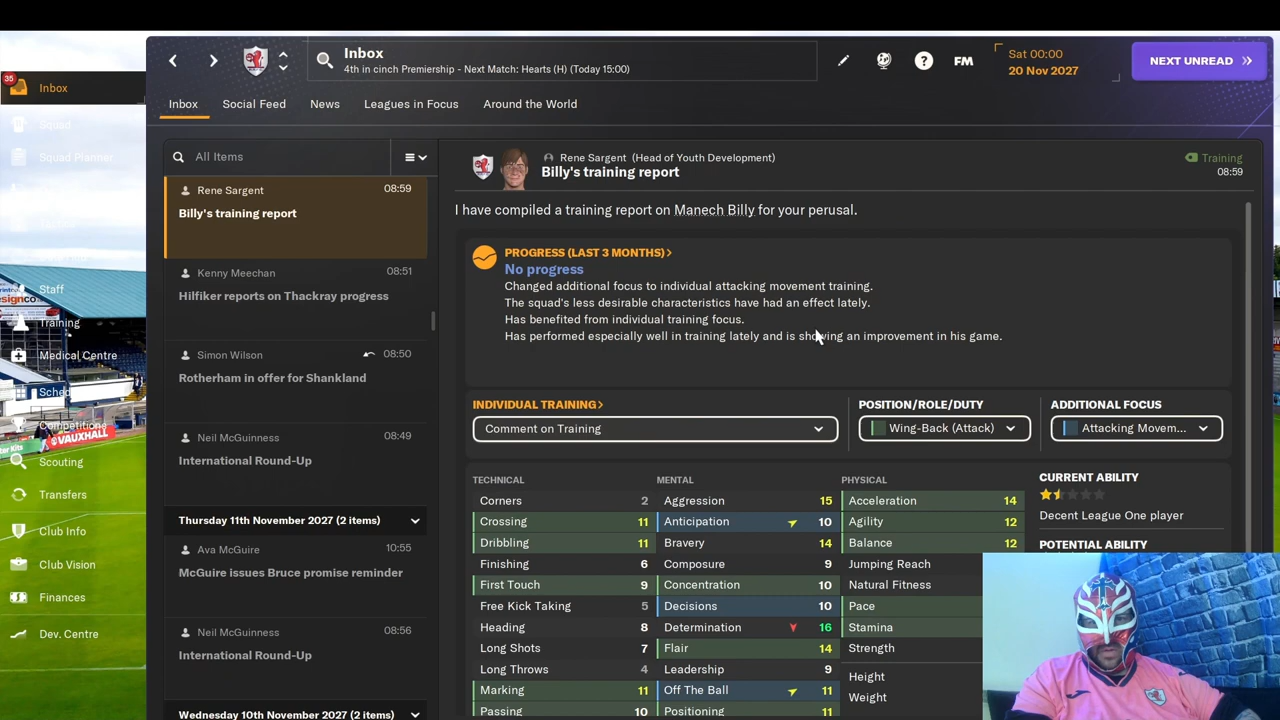 Inbox
4th in cinch Premiership - Next Match: Hearts (H) (Today 15:00)
FM
Sat 00:00
20 Nov 2027
NEXT UNREAD
35
Inbox
Squad
Squad Planner
Staff
Training
Medical Centre
Sched
Competitions
Scouting
Transfers
Club Info
Club Vision
Finances
Dev. Centre
VAUXHALL
Inbox Social Feed News Leagues in Focus Around the World
All Items
Rene Sargent 08:59
Billy's training report
Kenny Meechan 08:51
Hilfiker reports on Thackray progress
Simon Wilson 08:50
Rotherham in offer for Shankland
Neil McGuinness 08:49
International Round-Up
Thursday 11th November 2027 (2 items)
Ava McGuire 10:55
McGuire issues Bruce promise reminder
Neil McGuinness 08:56
International Round-Up
Wednesday 10th November 2027 (2 items)
Rene Sargent (Head of Youth Development)
Billy's training report
Training
08:59
I have compiled a training report on Manech Billy for your perusal.
PROGRESS (LAST 3 MONTHS) >
No progress
Changed additional focus to individual attacking movement training.
The squad's less desirable characteristics have had an effect lately.
Has benefited from individual training focus.
Has performed especially well in training lately and is showing an improvement in his game.
INDIVIDUAL TRAINING >
Comment on Training
POSITION/ROLE/DUTY
Wing-Back (Attack)
ADDITIONAL FOCUS
Attacking Movem...
TECHNICAL
Corners 2
Crossing 11
Dribbling 11
Finishing 6
First Touch 9
Free Kick Taking 5
Heading 8
Long Shots 7
Long Throws 4
Marking 11
Passing 10
MENTAL
Aggression 15
Anticipation 10
Bravery 14
Composure 9
Concentration 10
Decisions 10
Determination 16
Flair 14
Leadership 9
Off The Ball 11
Positioning 11
PHYSICAL
Acceleration 14
Agility 12
Balance 12
Jumping Reach
Natural Fitness
Pace
Stamina
Strength
Height
Weight
CURRENT ABILITY
Decent League One player
POTENTIAL ABILITY